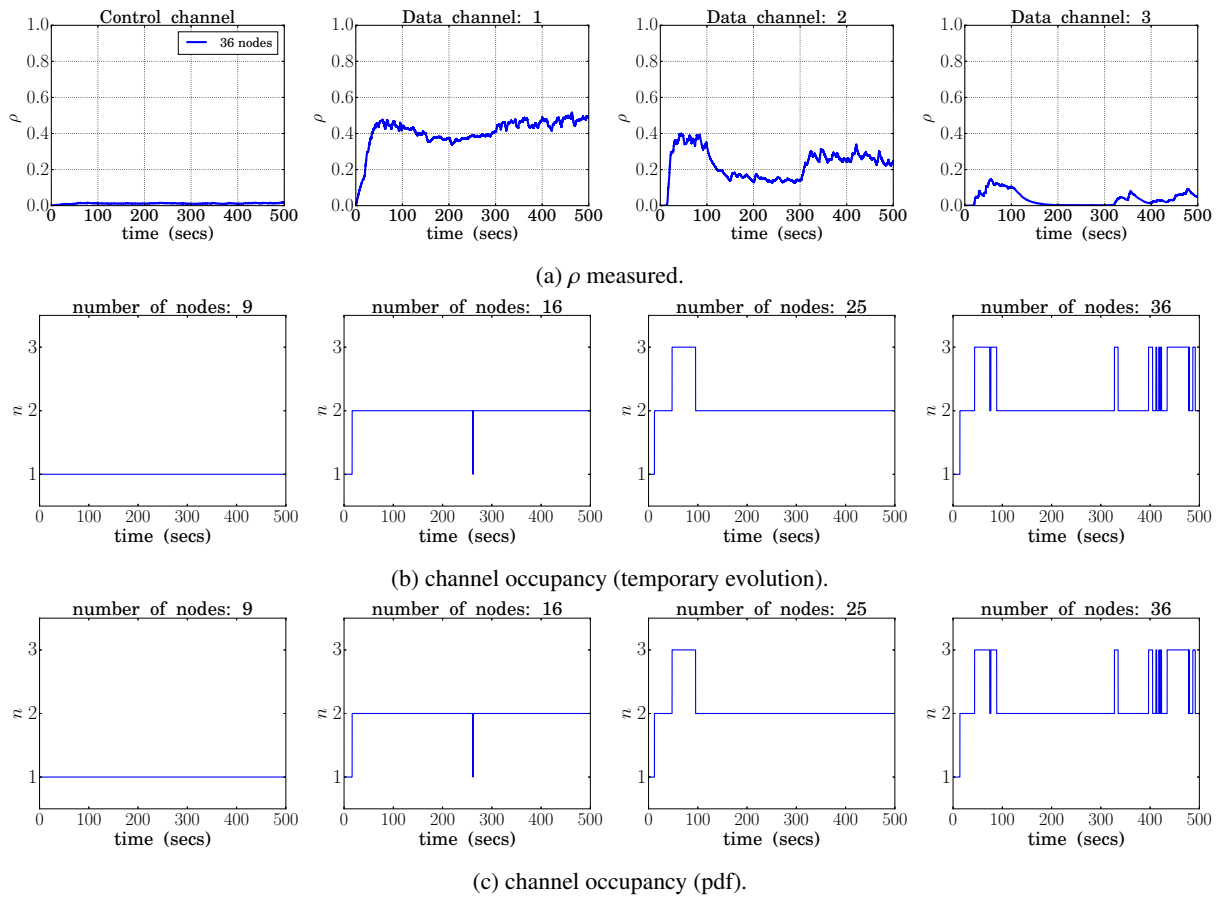 Control channel Data channel: 1 Data channel: 2 Data channel: 3
36 nodes
1.0 1.0 1.0 1.0
0.8 0.8 0.8 0.8
0.6 0.6 0.6 0.6
ρ ρ ρ ρ
0.4 0.4 0.4 0.4
0.2 0.2 0.2 0.2
0.0 0.0 0.0 0.0
0 100 200 300 400 500 0 100 200 300 400 500 0 100 200 300 400 500 0 100 200 300 400 500
time (secs) time (secs) time (secs) time (secs)
(a) ρ measured.
number of nodes: 9 number of nodes: 16 number of nodes: 25 number of nodes: 36
3 3 3 3
n 2 n 2 n 2 n 2
1 1 1 1
0 100 200 300 400 500 0 100 200 300 400 500 0 100 200 300 400 500 0 100 200 300 400 500
time (secs) time (secs) time (secs) time (secs)
(b) channel occupancy (temporary evolution).
number of nodes: 9 number of nodes: 16 number of nodes: 25 number of nodes: 36
3 3 3 3
n 2 n 2 n 2 n 2
1 1 1 1
0 100 200 300 400 500 0 100 200 300 400 500 0 100 200 300 400 500 0 100 200 300 400 500
time (secs) time (secs) time (secs) time (secs)
(c) channel occupancy (pdf).